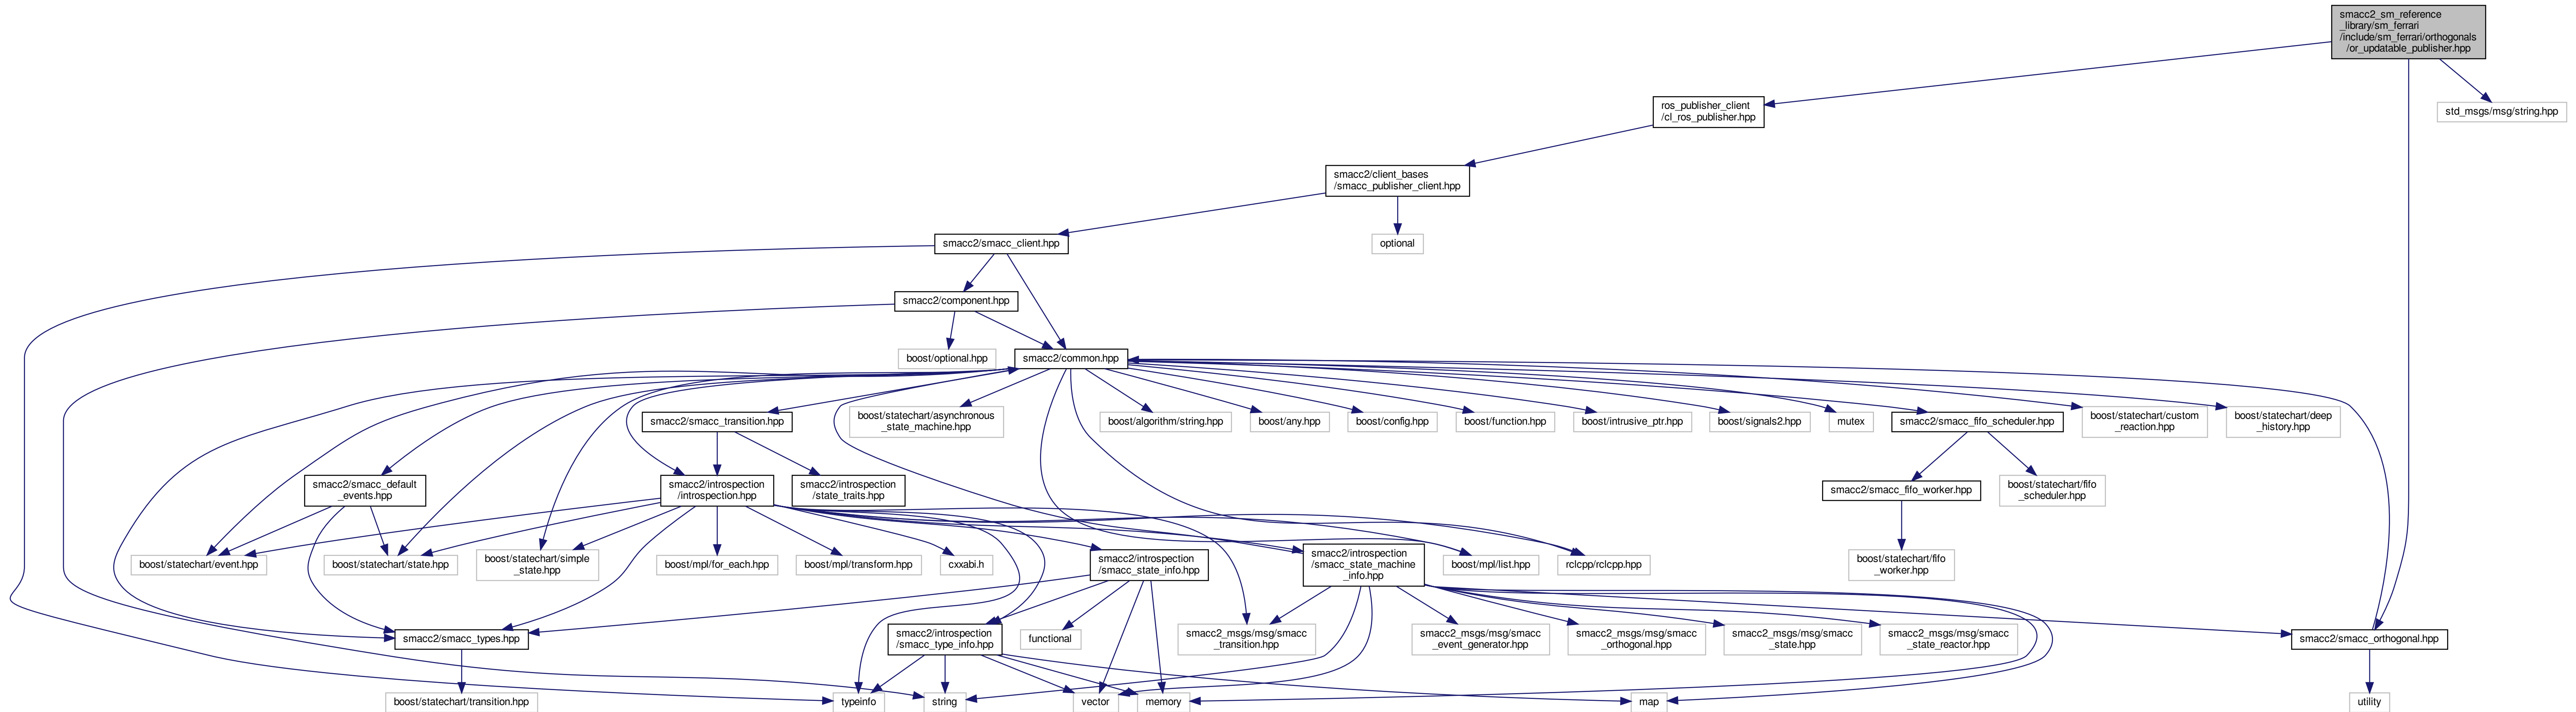 smacc2_sm_reference
_library/sm_ferrari
/include/sm_ferrari/orthogonals
/or_updatable_publisher.hpp
ros_publisher_client
/cl_ros_publisher.hpp
std_msgs/msg/string.hpp
smacc2/client_bases
/smacc_publisher_client.hpp
smacc2/smacc_client.hpp
optional
smacc2/component.hpp
boost/optional.hpp
smacc2/common.hpp
smacc2/smacc_transition.hpp
boost/statechart/asynchronous
_state_machine.hpp
boost/algorithm/string.hpp
boost/any.hpp
boost/config.hpp
boost/function.hpp
boost/intrusive_ptr.hpp
boost/signals2.hpp
mutex
smacc2/smacc_fifo_scheduler.hpp
boost/statechart/custom
_reaction.hpp
boost/statechart/deep
_history.hpp
smacc2/smacc_default
_events.hpp
smacc2/introspection
/introspection.hpp
smacc2/introspection
/state_traits.hpp
smacc2/smacc_fifo_worker.hpp
boost/statechart/fifo
_scheduler.hpp
boost/statechart/event.hpp
boost/statechart/state.hpp
boost/statechart/simple
_state.hpp
boost/mpl/for_each.hpp
boost/mpl/transform.hpp
cxxabi.h
smacc2/introspection
/smacc_state_info.hpp
smacc2/introspection
/smacc_state_machine
_info.hpp
boost/mpl/list.hpp
rclcpp/rclcpp.hpp
boost/statechart/fifo
_worker.hpp
smacc2/smacc_types.hpp
smacc2/introspection
/smacc_type_info.hpp
functional
smacc2_msgs/msg/smacc
_transition.hpp
smacc2_msgs/msg/smacc
_event_generator.hpp
smacc2_msgs/msg/smacc
_orthogonal.hpp
smacc2_msgs/msg/smacc
_state.hpp
smacc2_msgs/msg/smacc
_state_reactor.hpp
smacc2/smacc_orthogonal.hpp
boost/statechart/transition.hpp
typeinfo
string
vector
memory
map
utility